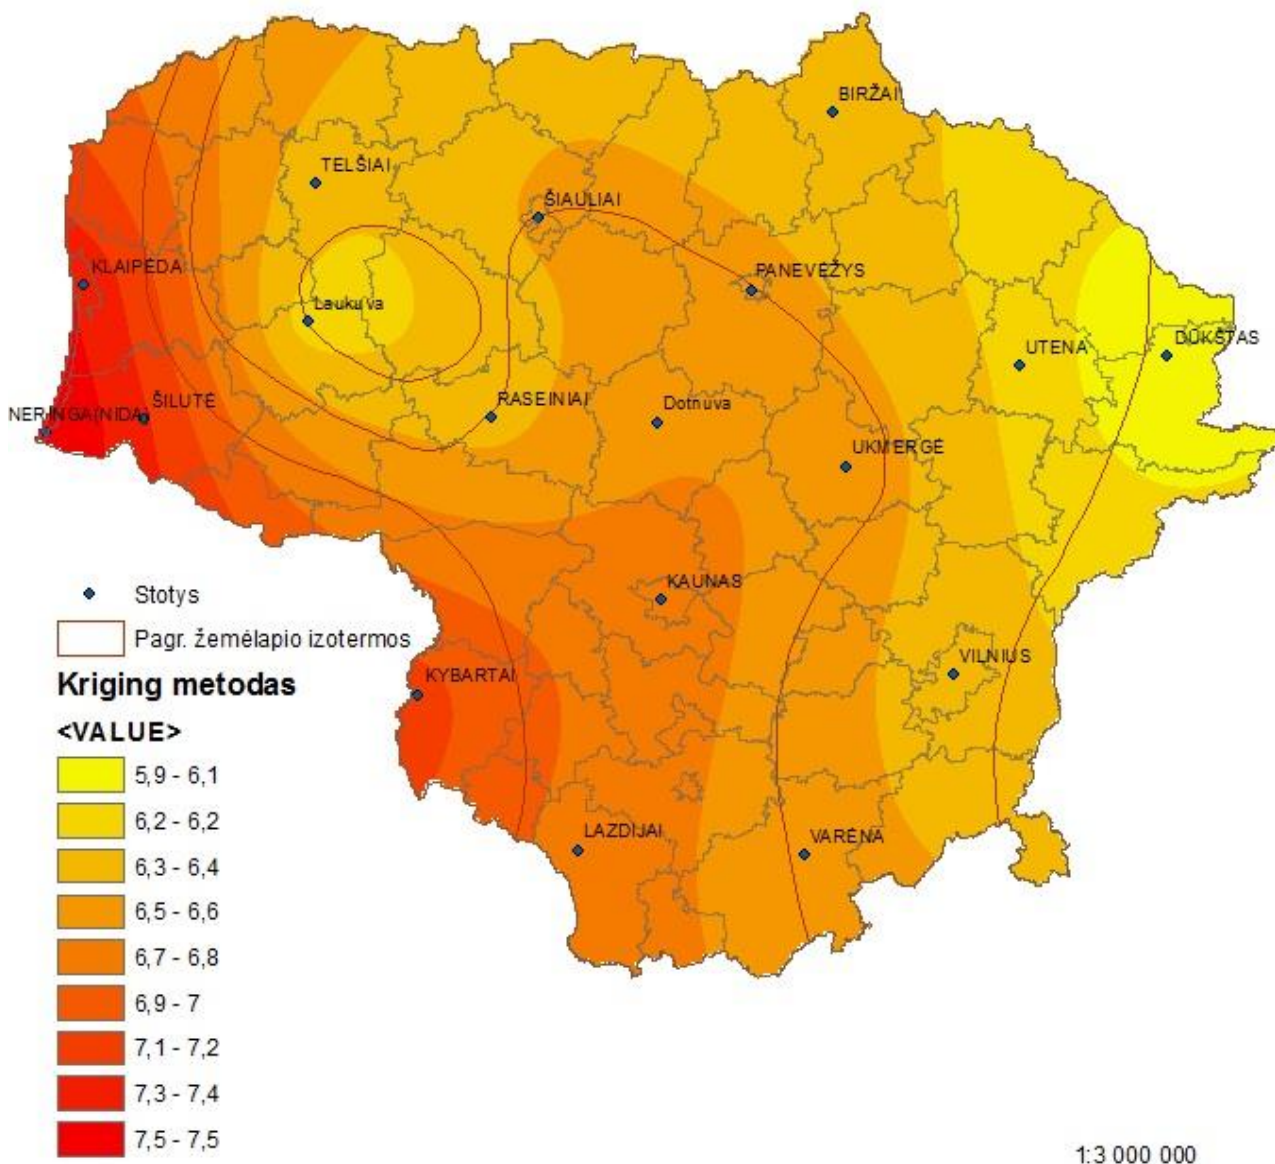 BIRŽAI
TELŠIAI
ŠIAULIAI
KLAIPĖDA
PANEVĖŽYS
Laukuva
UTENA
DŪKŠTAS
NERINGA(NIDA)
ŠILUTĖ
RASEINIAI
Dotnuva
UKMERGĖ
KAUNAS
VILNIUS
KYBARTAI
LAZDIJAI
VARĖNA
Stotys
Pagr. žemėlapio izotermos
Kriging metodas
<VALUE>
5,9 - 6,1
6,2 - 6,2
6,3 - 6,4
6,5 - 6,6
6,7 - 6,8
6,9 - 7
7,1 - 7,2
7,3 - 7,4
7,5 - 7,5
1:3 000 000